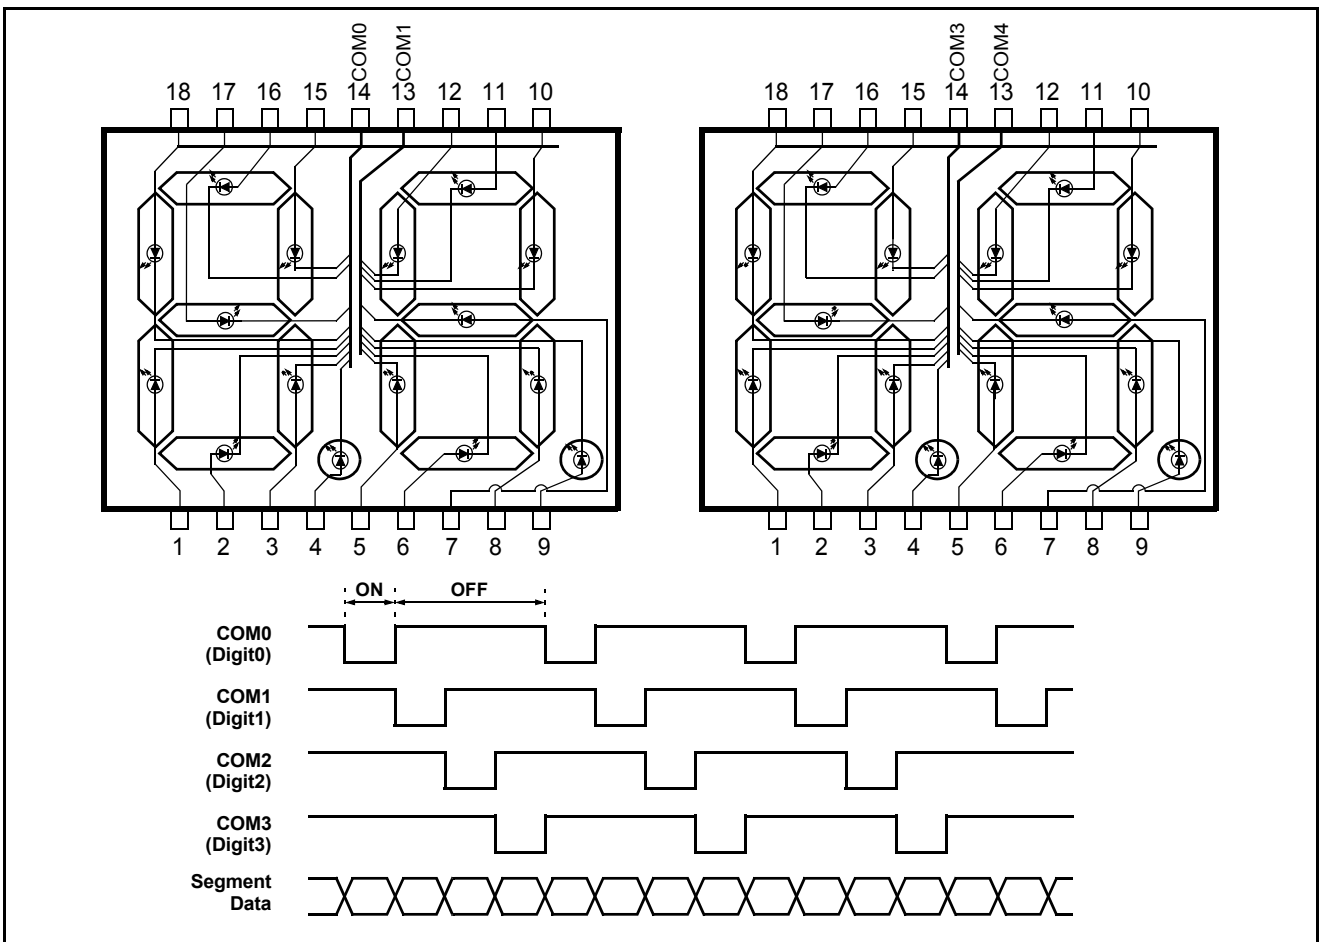 COM0 COM1 COM3 COM4
18 17 16 15 14 13 12 11 10 18 17 16 15 14 13 12 11 10
1 2 3 4 5 6 7 8 9 1 2 3 4 5 6 7 8 9
ON OFF
COM0
(Digit0)
COM1
(Digit1)
COM2
(Digit2)
COM3
(Digit3)
Segment
Data